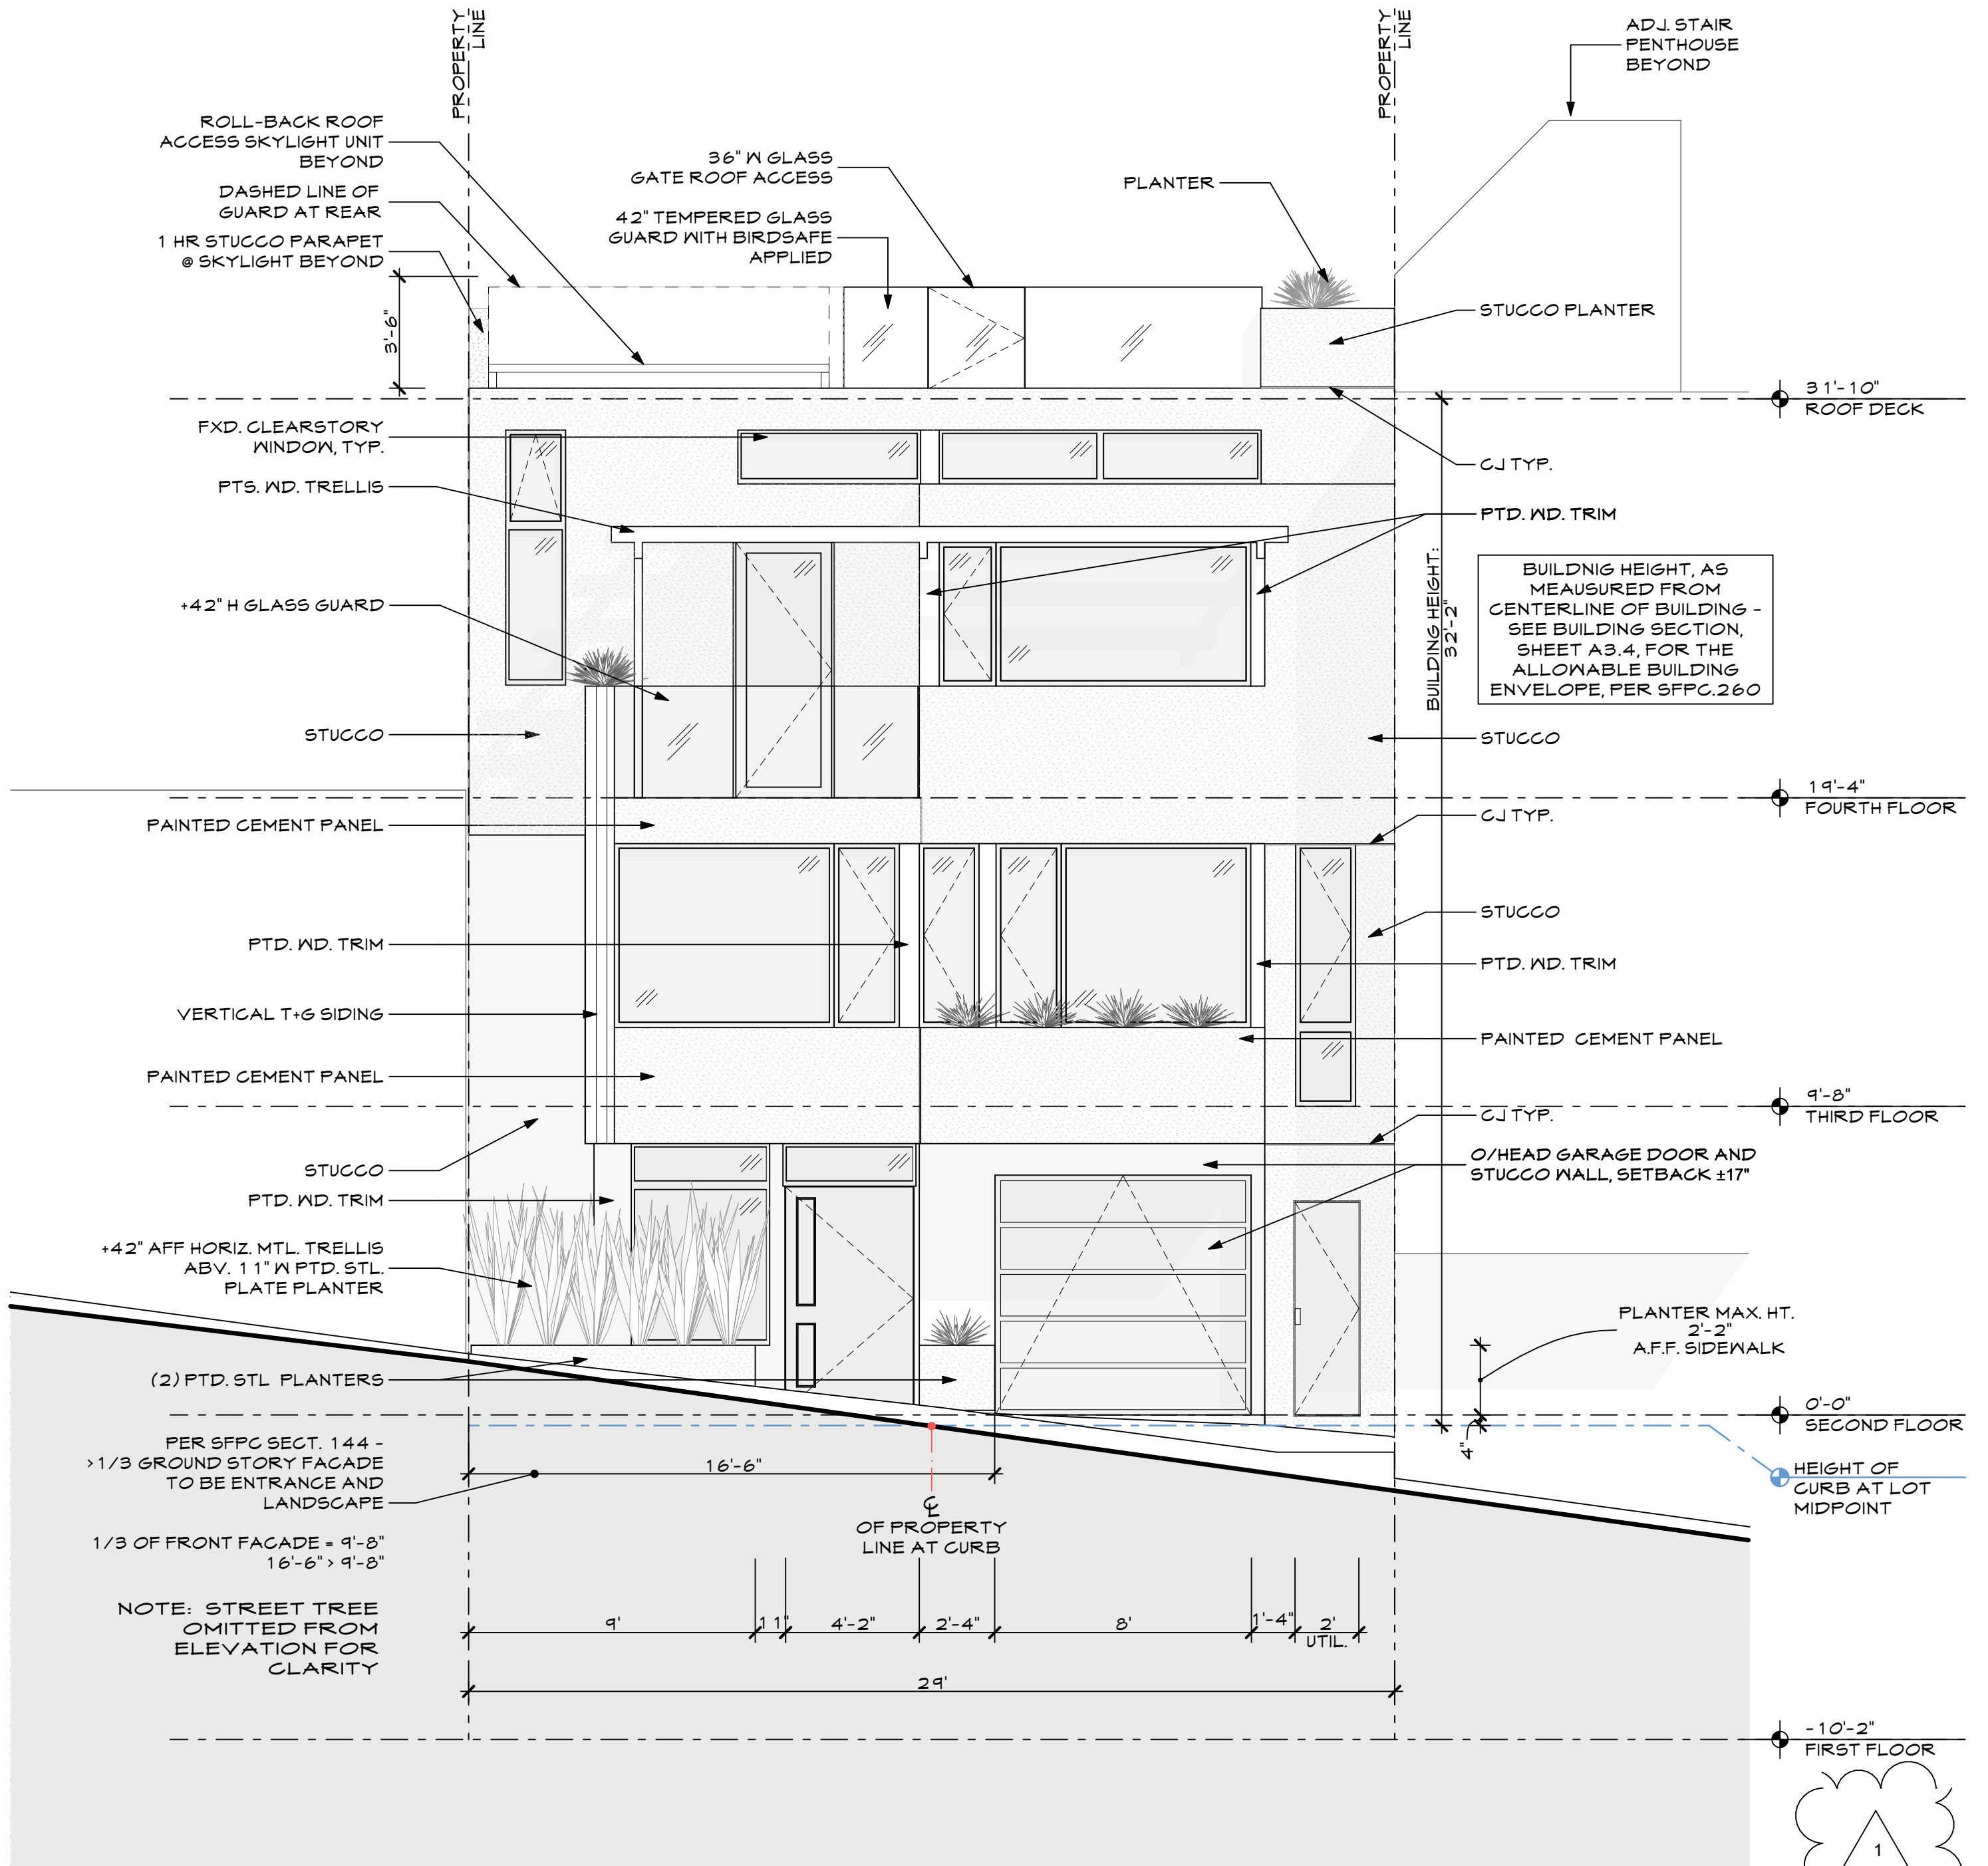 PROPERTY
LINE
PROPERTY
LINE
ADJ. STAIR
PENTHOUSE
BEYOND
ROLL-BACK ROOF
ACCESS SKYLIGHT UNIT
BEYOND
DASHED LINE OF
GUARD AT REAR
1 HR STUCCO PARAPET
@ SKYLIGHT BEYOND
3'-6"
36" W GLASS
GATE ROOF ACCESS
42" TEMPERED GLASS
GUARD WITH BIRDSAFE
APPLIED
PLANTER
STUCCO PLANTER
31'-10"
ROOF DECK
FXD. CLEARSTORY
WINDOW, TYP.
PTS. WD. TRELLIS
+42" H GLASS GUARD
STUCCO
PAINTED CEMENT PANEL
PTD. WD. TRIM
VERTICAL T+G SIDING
PAINTED CEMENT PANEL
STUCCO
PTD. WD. TRIM
+42" AFF HORIZ. MTL. TRELLIS
ABV. 11" W PTD. STL.
PLATE PLANTER
(2) PTD. STL PLANTERS
PER SFPC SECT. 144 -
>1/3 GROUND STORY FACADE
TO BE ENTRANCE AND
LANDSCAPE
1/3 OF FRONT FACADE = 9'-8"
16'-6" > 9'-8"
NOTE: STREET TREE
OMITTED FROM
ELEVATION FOR
CLARITY
CJ TYP.
PTD. WD. TRIM
BUILDING HEIGHT:
32'-2"
BUILDNIG HEIGHT, AS
MEAUSURED FROM
CENTERLINE OF BUILDING -
SEE BUILDING SECTION,
SHEET A3.4, FOR THE
ALLOWABLE BUILDING
ENVELOPE, PER SFPC.260
STUCCO
19'-4"
FOURTH FLOOR
CJ TYP.
STUCCO
PTD. WD. TRIM
PAINTED CEMENT PANEL
9'-8"
THIRD FLOOR
CJ TYP.
O/HEAD GARAGE DOOR AND
STUCCO WALL, SETBACK ±17"
PLANTER MAX. HT.
2'-2"
A.F.F. SIDEWALK
0'-0"
SECOND FLOOR
4"
HEIGHT OF
CURB AT LOT
MIDPOINT
16'-6"
CL
OF PROPERTY
LINE AT CURB
9'
11"
4'-2"
2'-4"
8'
1'-4"
2'
UTIL.
29'
-10'-2"
FIRST FLOOR
1